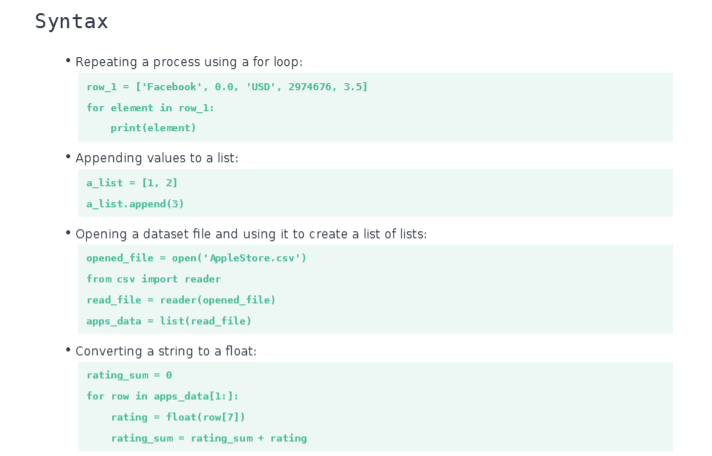 Syntax
• Repeating a process using a for loop:
row_1 = ['Facebook', 0.0, 'USD', 2974676, 3.5]
for element in row_1:
    print(element)
• Appending values to a list:
a_list = [1, 2]
a_list.append(3)
• Opening a dataset file and using it to create a list of lists:
opened_file = open('AppleStore.csv')
from csv import reader
read_file = reader(opened_file)
apps_data = list(read_file)
• Converting a string to a float:
rating_sum = 0
for row in apps_data[1:]:
    rating = float(row[7])
    rating_sum = rating_sum + rating